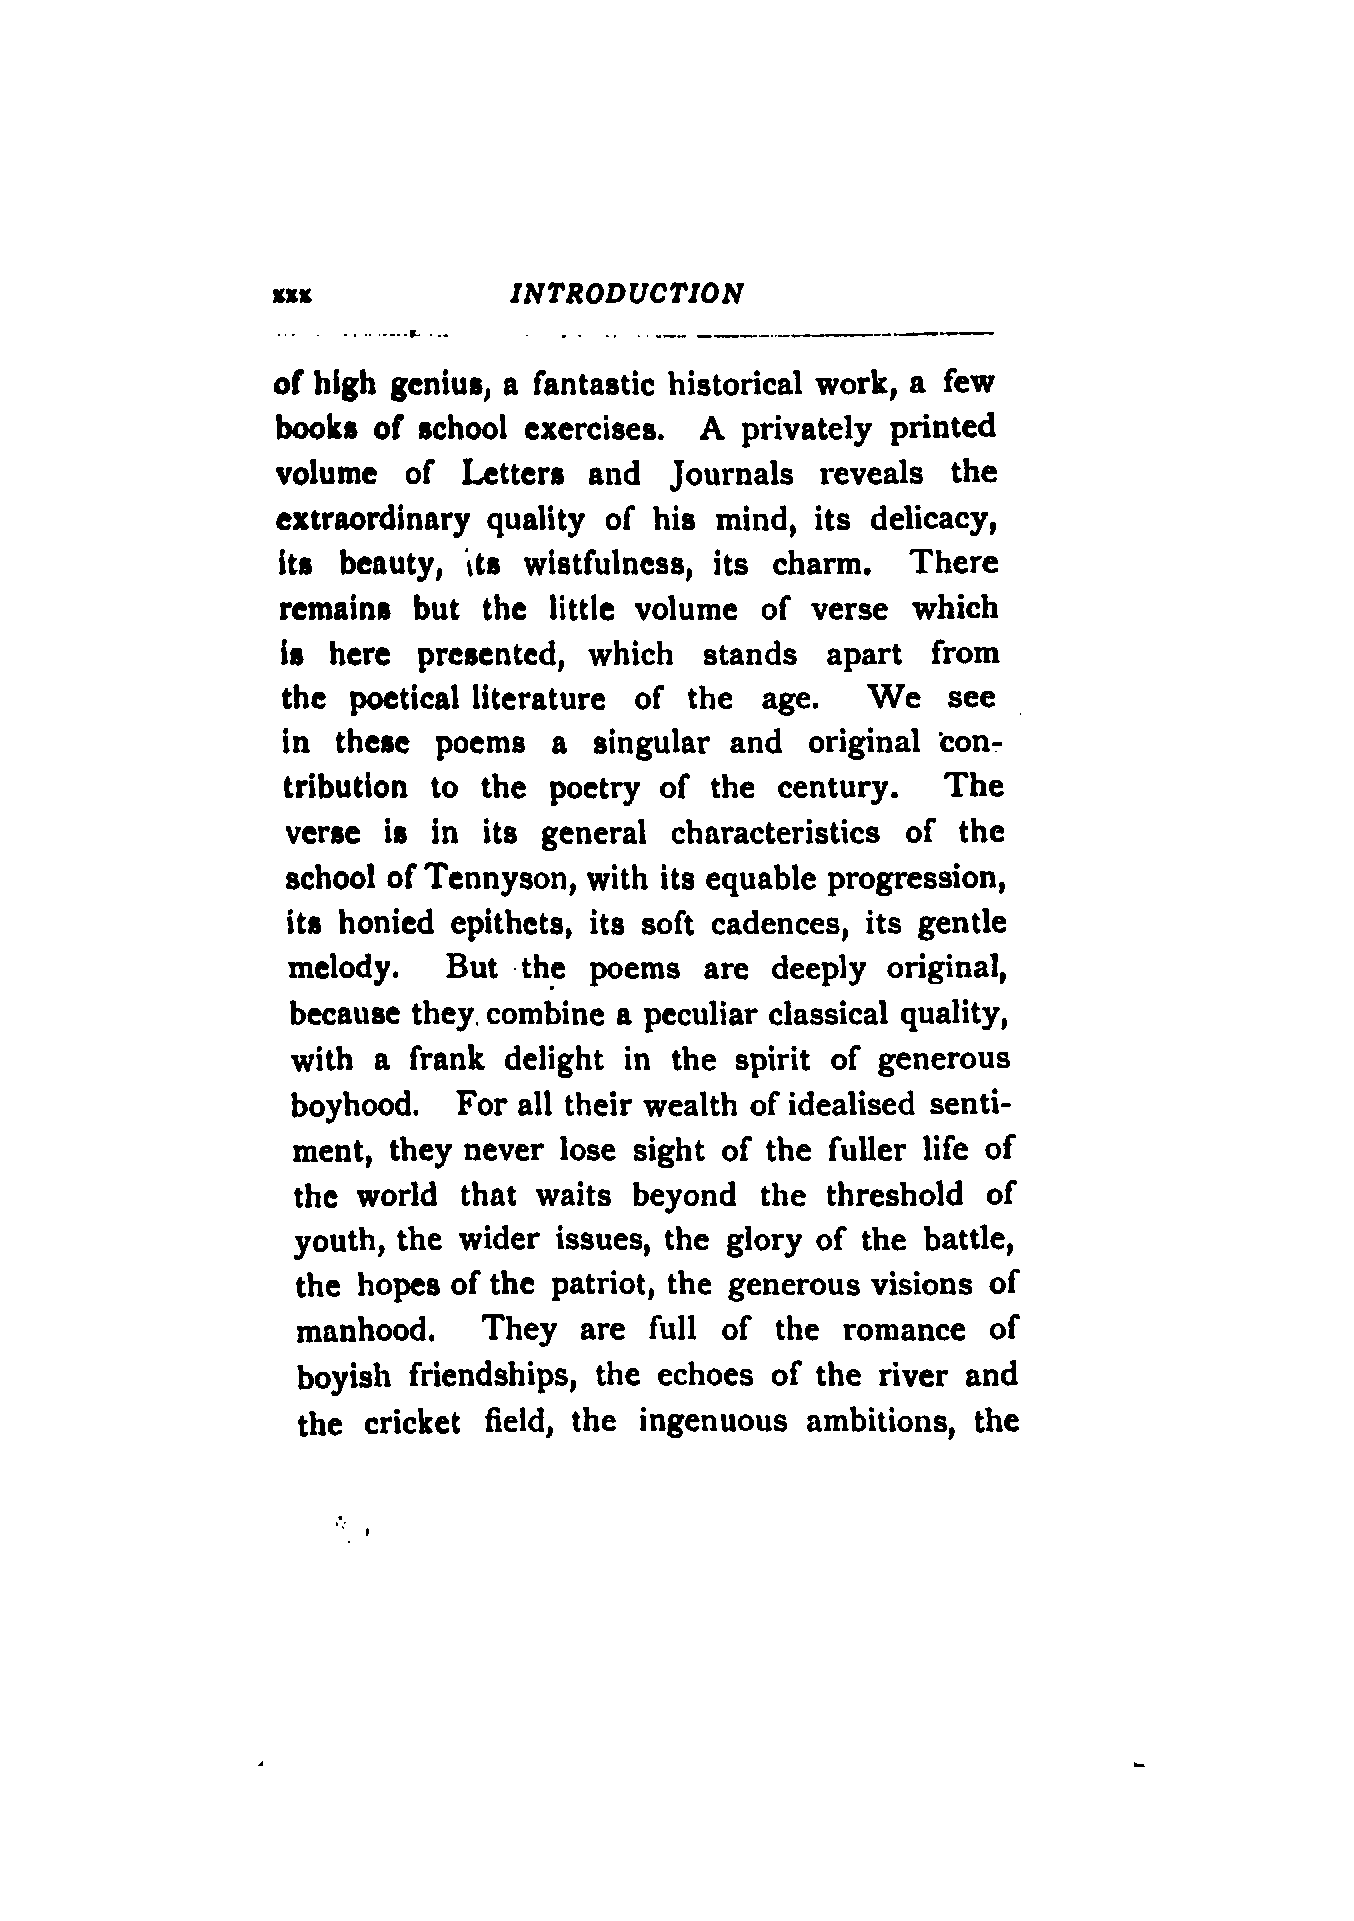 xxx INTRODUCTION
of high genius, a fantastic historical work, a few
books of school exercises. A privately printed
volume of Letters and Journals reveals the
extraordinary quality of his mind, its delicacy,
its beauty, its wistfulness, its charm. There
remains but the little volume of verse which
is here presented, which stands apart from
the poetical literature of the age. We see
in these poems a singular and original con-
tribution to the poetry of the century. The
verse is in its general characteristics of the
school of Tennyson, with its equable progression,
its honied epithets, its soft cadences, its gentle
melody. But the poems are deeply original,
because they combine a peculiar classical quality,
with a frank delight in the spirit of generous
boyhood. For all their wealth of idealised senti-
ment, they never lose sight of the fuller life of
the world that waits beyond the threshold of
youth, the wider issues, the glory of the battle,
the hopes of the patriot, the generous visions of
manhood. They are full of the romance of
boyish friendships, the echoes of the river and
the cricket field, the ingenuous ambitions, the